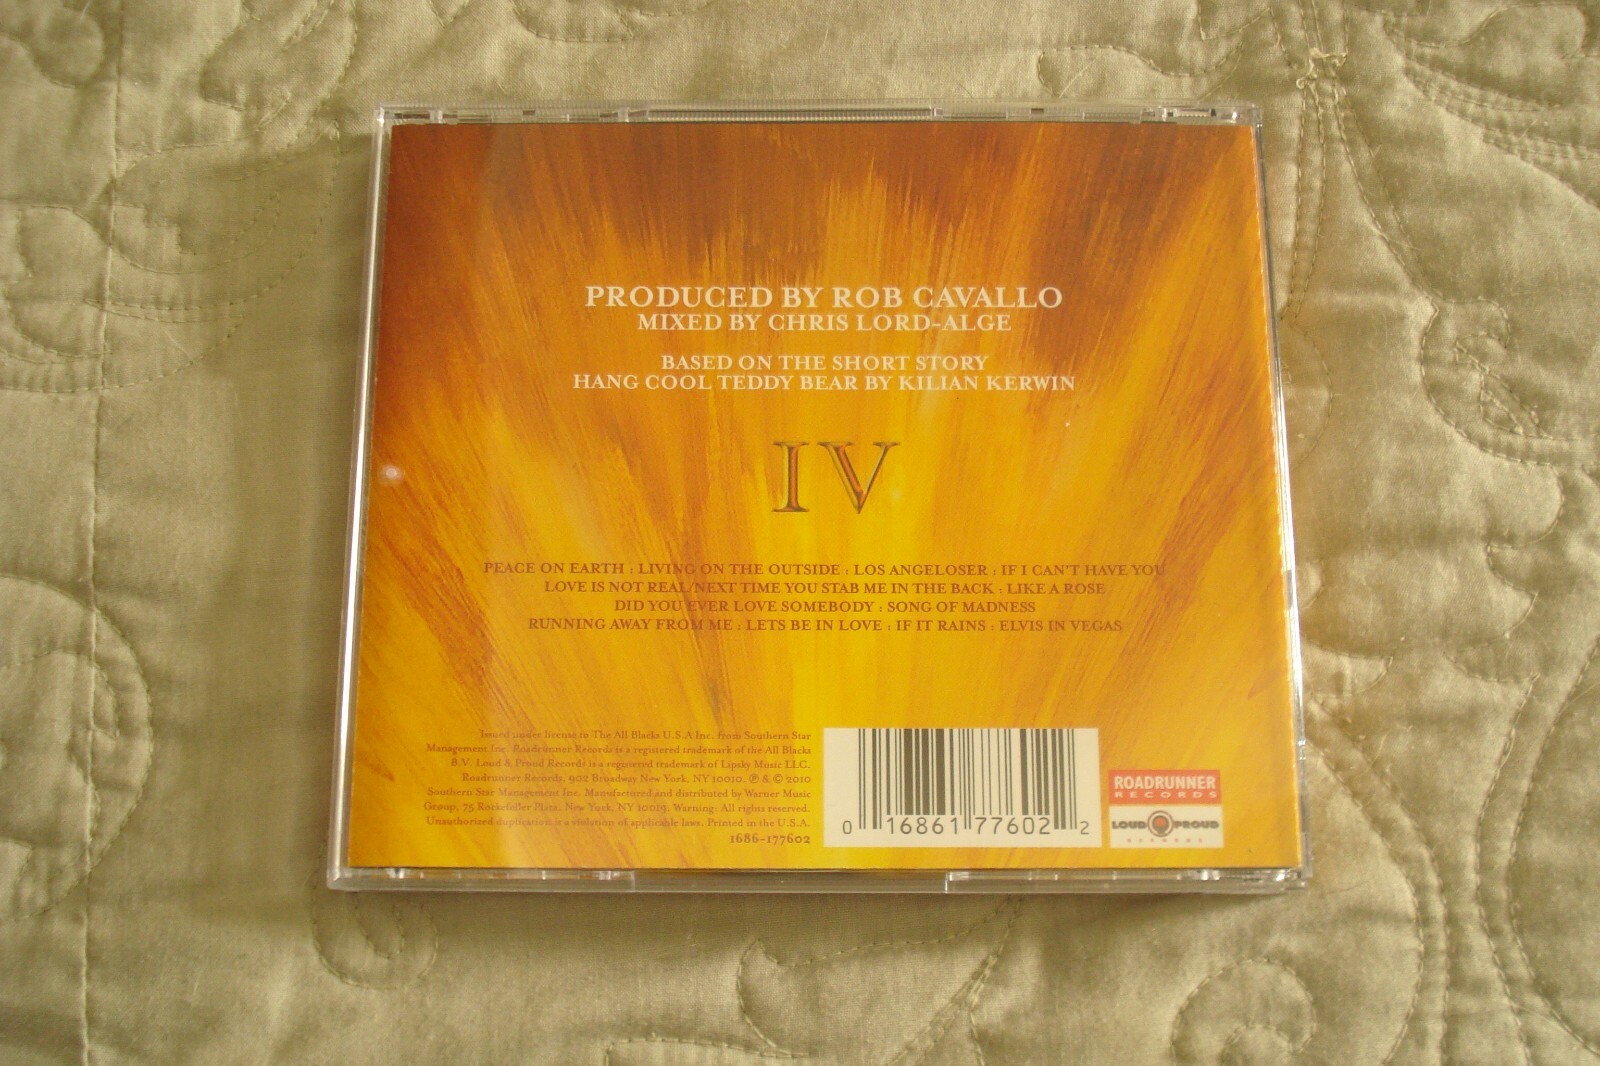 PRODUCED BY ROB CAVALLO
MIXED BY CHRIS LORD-ALGE
BASED ON THE SHORT STORY
HANG COOL TEDDY BEAR BY KILIAN KERWIN
IV
PEACE ON EARTH : LIVING ON THE OUTSIDE : LOS ANGELOSER : IF I CAN'T HAVE YOU
LOVE IS NOT REAL/NEXT TIME YOU STAB ME IN THE BACK : LIKE A ROSE
DID YOU EVER LOVE SOMEBODY : SONG OF MADNESS
RUNNING AWAY FROM ME : LETS BE IN LOVE : IF IT RAINS : ELVIS IN VEGAS
Issued under license to The All Blacks U.S.A Inc. from Southern Star
Management Inc. Roadrunner Records is a registered trademark of the All Blacks
B.V. Loud & Proud Records is a registered trademark of Lipsky Music LLC.
Roadrunner Records, 902 Broadway New York, NY 10010. ℗ & © 2010
Southern Star Management Inc. Manufactured and distributed by Warner Music
Group, 75 Rockefeller Plaza, New York, NY 10019. Warning: All rights reserved.
Unauthorized duplication is a violation of applicable laws. Printed in the U.S.A.
1686-177602
0 16861 77602 2
ROADRUNNER
RECORDS
LOUD PROUD
RECORDS